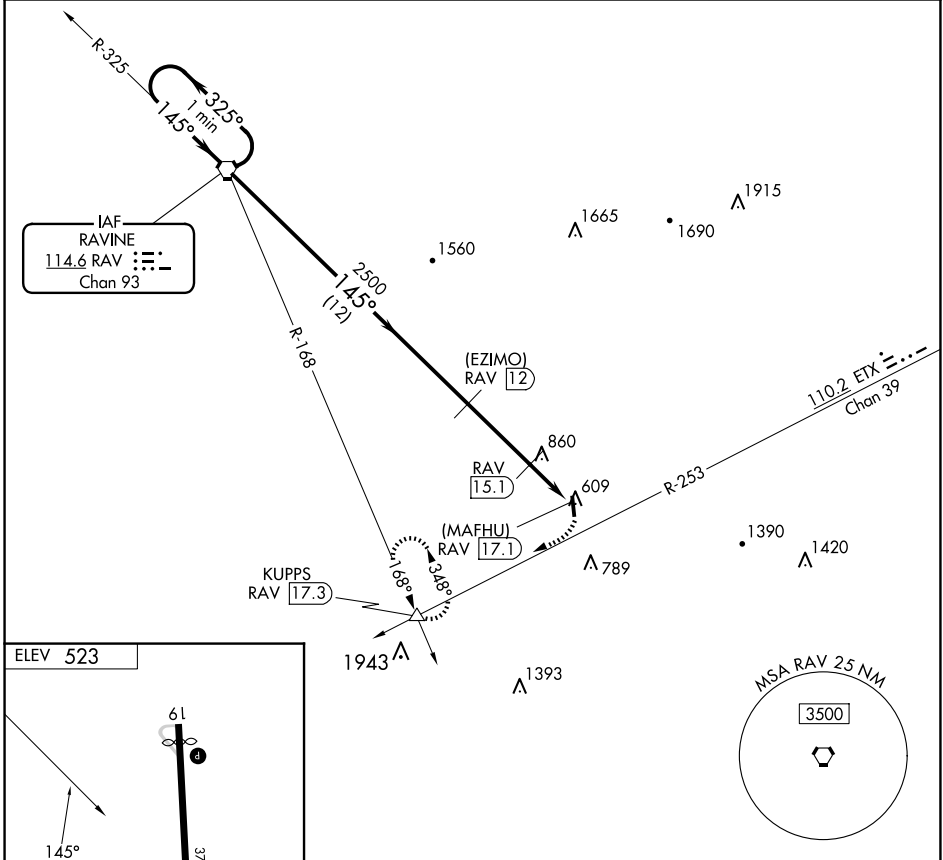 R-325
325°
1 min
145°
IAF
RAVINE
114.6 RAV
Chan 93
1915
1665
1690
1560
2500
145°
(12)
R-168
(EZIMO)
RAV 12
110.2 ETX
Chan 39
860
RAV
15.1
609
R-253
(MAFHU)
RAV 17.1
1390
1420
789
KUPPS
RAV 17.3
168°
348°
1943
1393
MSA RAV 25 NM
3500
ELEV 523
19
P
145°
37